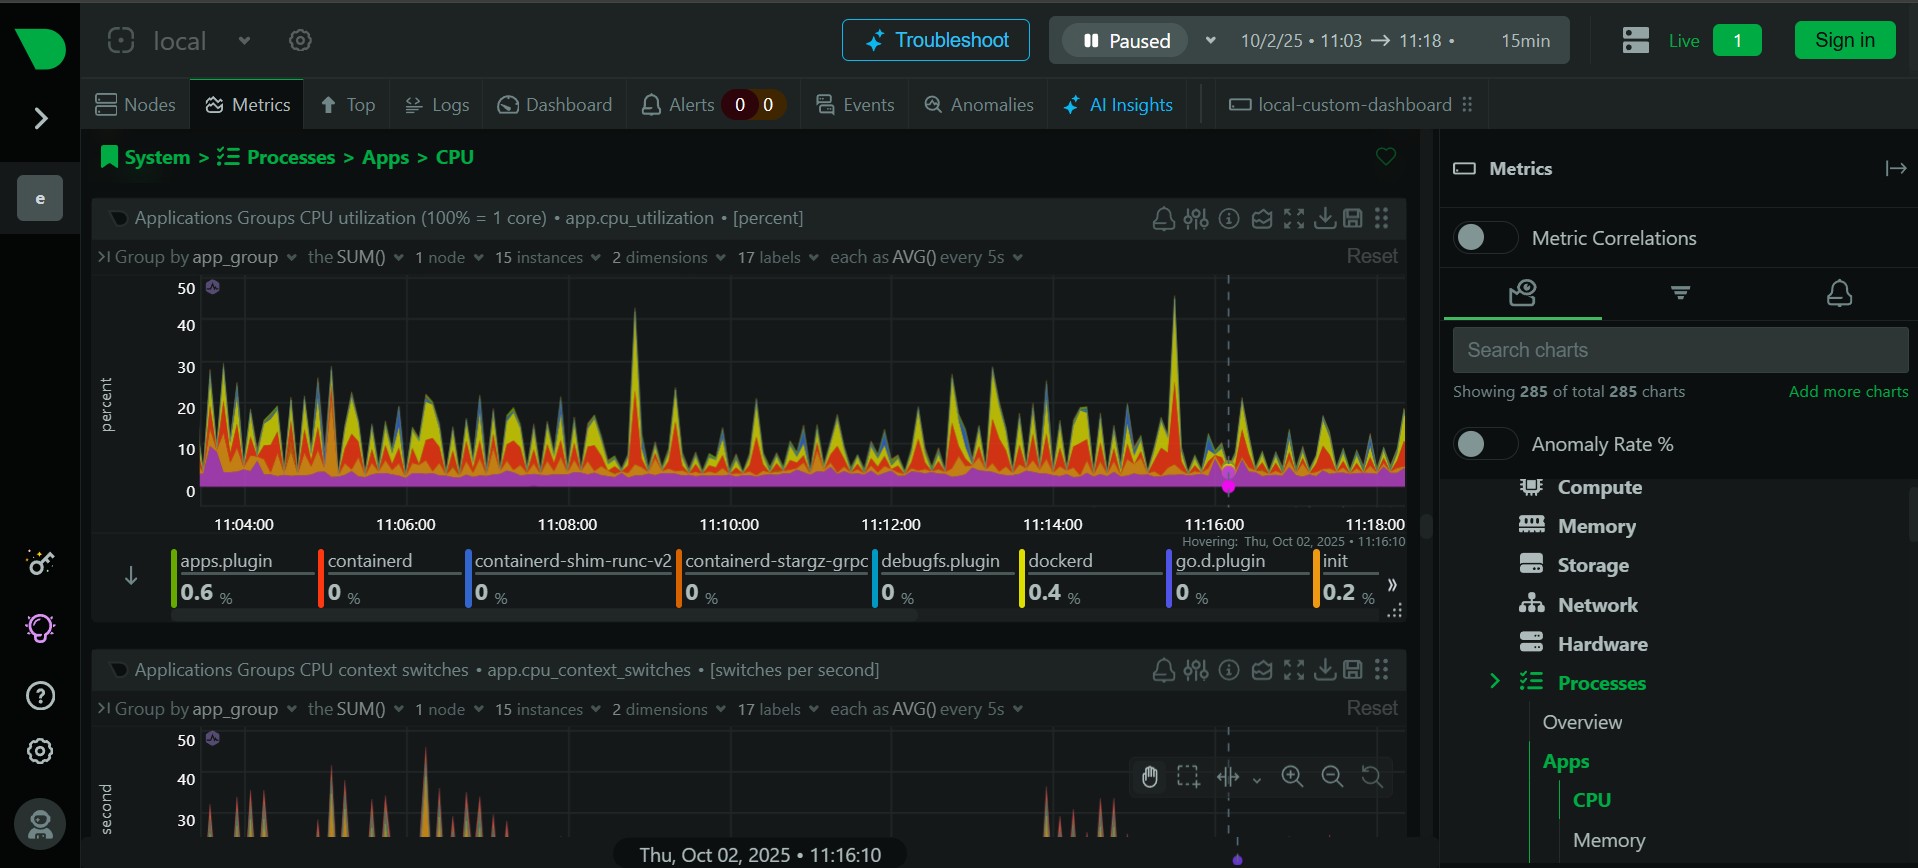 local
Troubleshoot
Paused
10/2/25 • 11:03 → 11:18 •
15min
Live
1
Sign in
Nodes
Metrics
Top
Logs
Dashboard
Alerts
0
0
Events
Anomalies
AI Insights
local-custom-dashboard
e
System > Processes > Apps > CPU
Applications Groups CPU utilization (100% = 1 core) • app.cpu_utilization • [percent]
Group by app_group the SUM() 1 node 15 instances 2 dimensions 17 labels each as AVG() every 5s
Reset
percent
50
40
30
20
10
0
11:04:00
11:06:00
11:08:00
11:10:00
11:12:00
11:14:00
11:16:00
11:18:00
Hovering: Thu, Oct 02, 2025 • 11:16:10
apps.plugin
0.6 %
containerd
0 %
containerd-shim-runc-v2
0 %
containerd-stargz-grpc
0 %
debugfs.plugin
0 %
dockerd
0.4 %
go.d.plugin
0 %
init
0.2 %
Applications Groups CPU context switches • app.cpu_context_switches • [switches per second]
Group by app_group the SUM() 1 node 15 instances 2 dimensions 17 labels each as AVG() every 5s
Reset
second
50
40
30
Thu, Oct 02, 2025 • 11:16:10
Metrics
Metric Correlations
Search charts
Showing 285 of total 285 charts
Add more charts
Anomaly Rate %
Compute
Memory
Storage
Network
Hardware
Processes
Overview
Apps
CPU
Memory